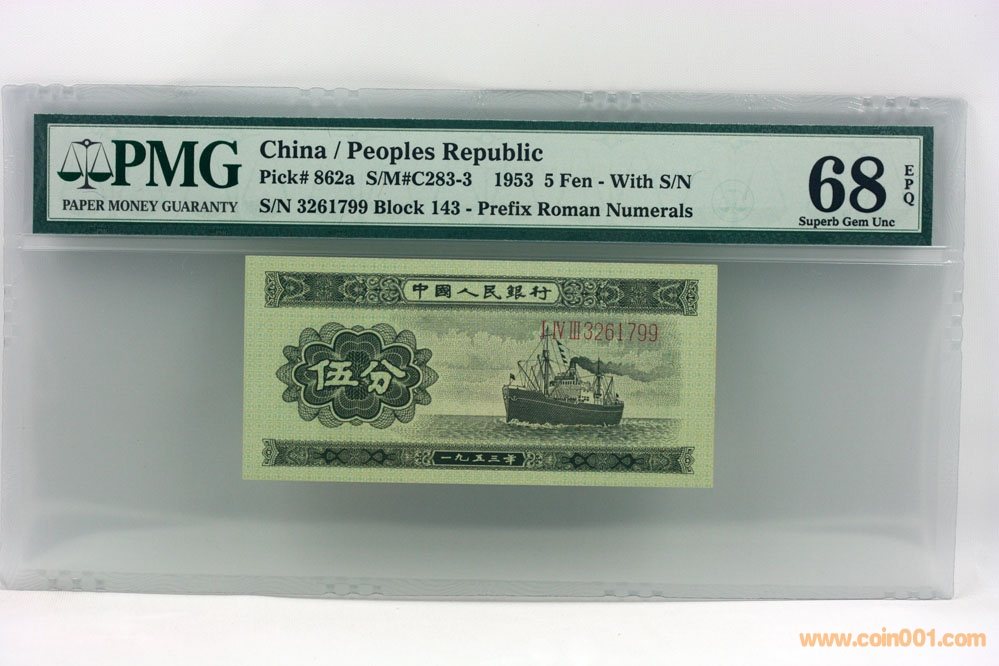 PMG
PAPER MONEY GUARANTY
China / Peoples Republic
Pick# 862a S/M#C283-3 1953 5 Fen - With S/N
S/N 3261799 Block 143 - Prefix Roman Numerals
68
EPQ
Superb Gem Unc
中國人民銀行
I IV III 3261799
伍分
一九五三年
www.coin001.com